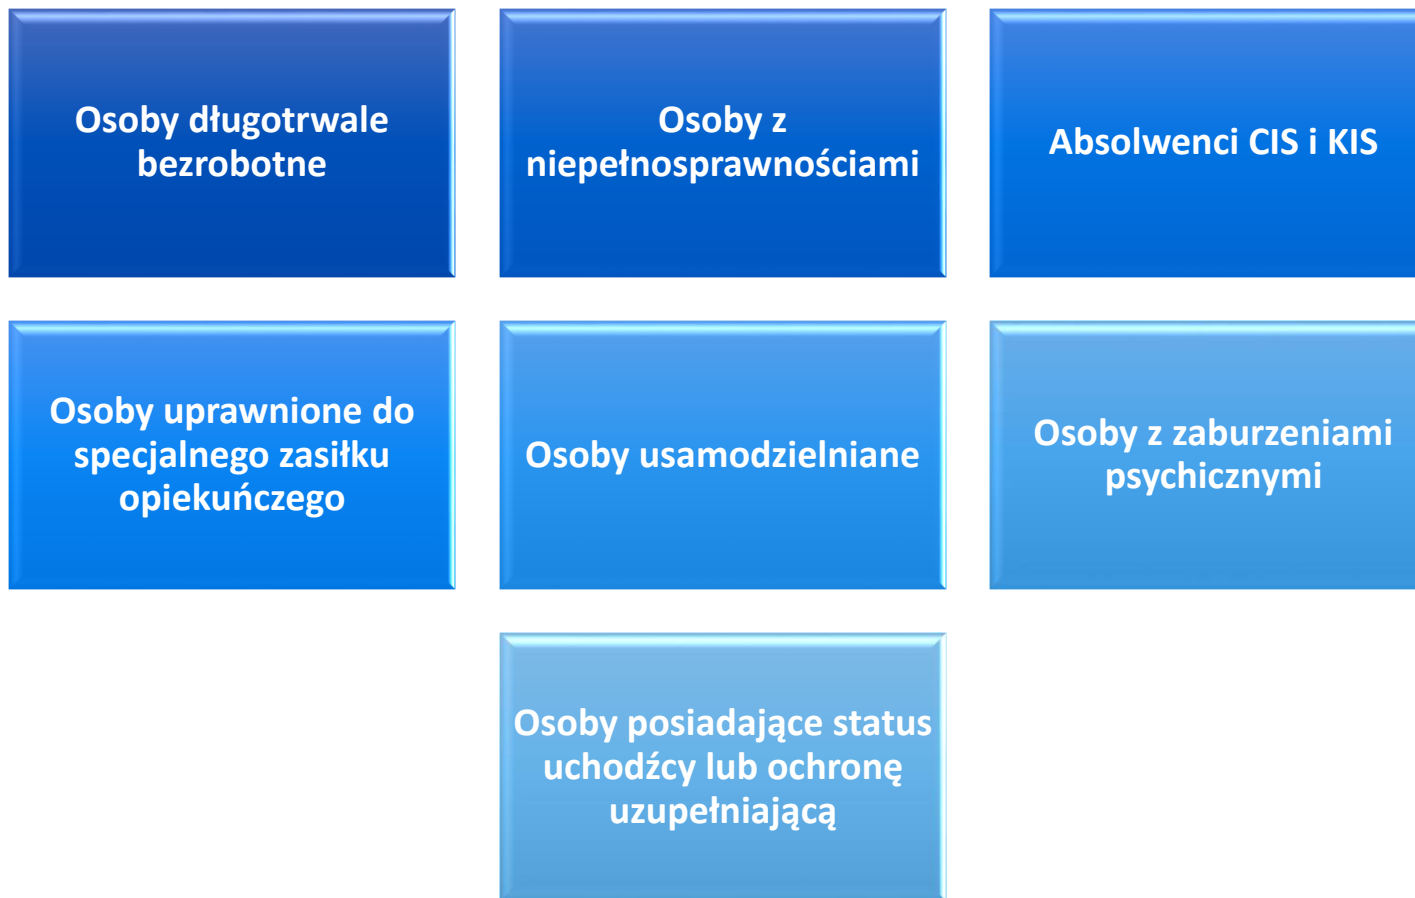 Osoby długotrwale
bezrobotne
Osoby z
niepełnosprawnościami
Absolwenci CIS i KIS
Osoby uprawnione do
specjalnego zasiłku
opiekuńczego
Osoby usamodzielniane
Osoby z zaburzeniami
psychicznymi
Osoby posiadające status
uchodźcy lub ochronę
uzupełniającą